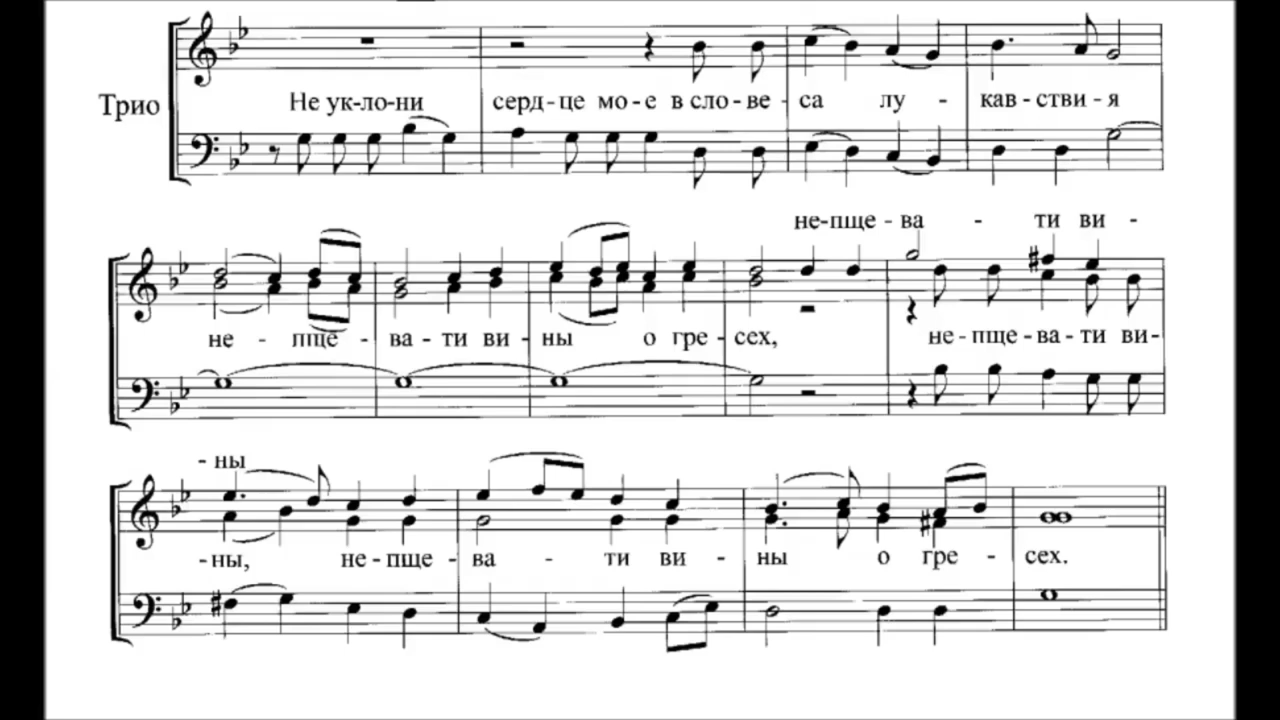 Трио
Не ук-ло-ни серд-це мо-е в сло-ве-са лу-кав-стви-я
не-пще-ва-ти ви-
не-пще-ва-ти ви-ны о гре-сех, не-пще-ва-ти ви-
-ны
-ны, не-пще-ва-ти ви-ны о гре-сех.